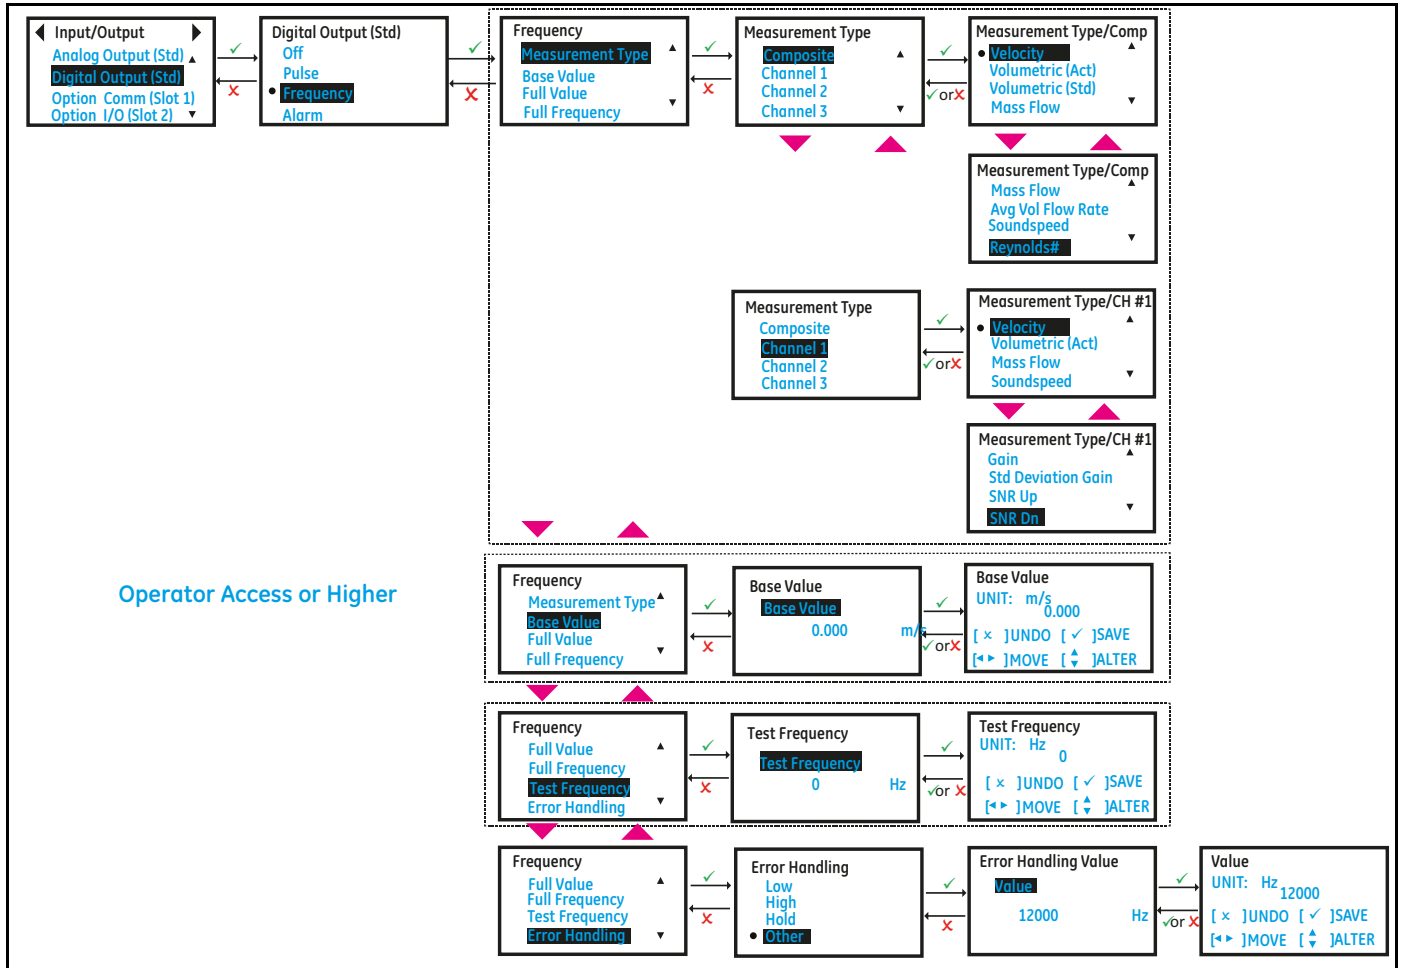 Input/Output
Analog Output (Std)
Digital Output (Std)
Option Comm (Slot 1)
Option I/O (Slot 2)
Digital Output (Std)
Off
Pulse
Frequency
Alarm
Frequency
Measurement Type
Base Value
Full Value
Full Frequency
Measurement Type
Composite
Channel 1
Channel 2
Channel 3
or
Measurement Type/Comp
Velocity
Volumetric (Act)
Volumetric (Std)
Mass Flow
Measurement Type/Comp
Mass Flow
Avg Vol Flow Rate
Soundspeed
Reynolds#
Measurement Type
Composite
Channel 1
Channel 2
Channel 3
or
Measurement Type/CH #1
Velocity
Volumetric (Act)
Mass Flow
Soundspeed
Measurement Type/CH #1
Gain
Std Deviation Gain
SNR Up
SNR Dn
Operator Access or Higher
Frequency
Measurement Type
Base Value
Full Value
Full Frequency
Base Value
Base Value
0.000 m/s
or
Base Value
UNIT: m/s
0.000
[ × ]UNDO [ ✓ ]SAVE
[◄ ► ]MOVE [ ▲▼ ]ALTER
Frequency
Full Value
Full Frequency
Test Frequency
Error Handling
Test Frequency
Test Frequency
0 Hz
or
Test Frequency
UNIT: Hz
0
[ × ]UNDO [ ✓ ]SAVE
[◄ ► ]MOVE [ ▲▼ ]ALTER
Frequency
Full Value
Full Frequency
Test Frequency
Error Handling
Error Handling
Low
High
Hold
Other
Error Handling Value
Value
12000 Hz
or
Value
UNIT: Hz
12000
[ × ]UNDO [ ✓ ]SAVE
[◄ ► ]MOVE [ ▲▼ ]ALTER